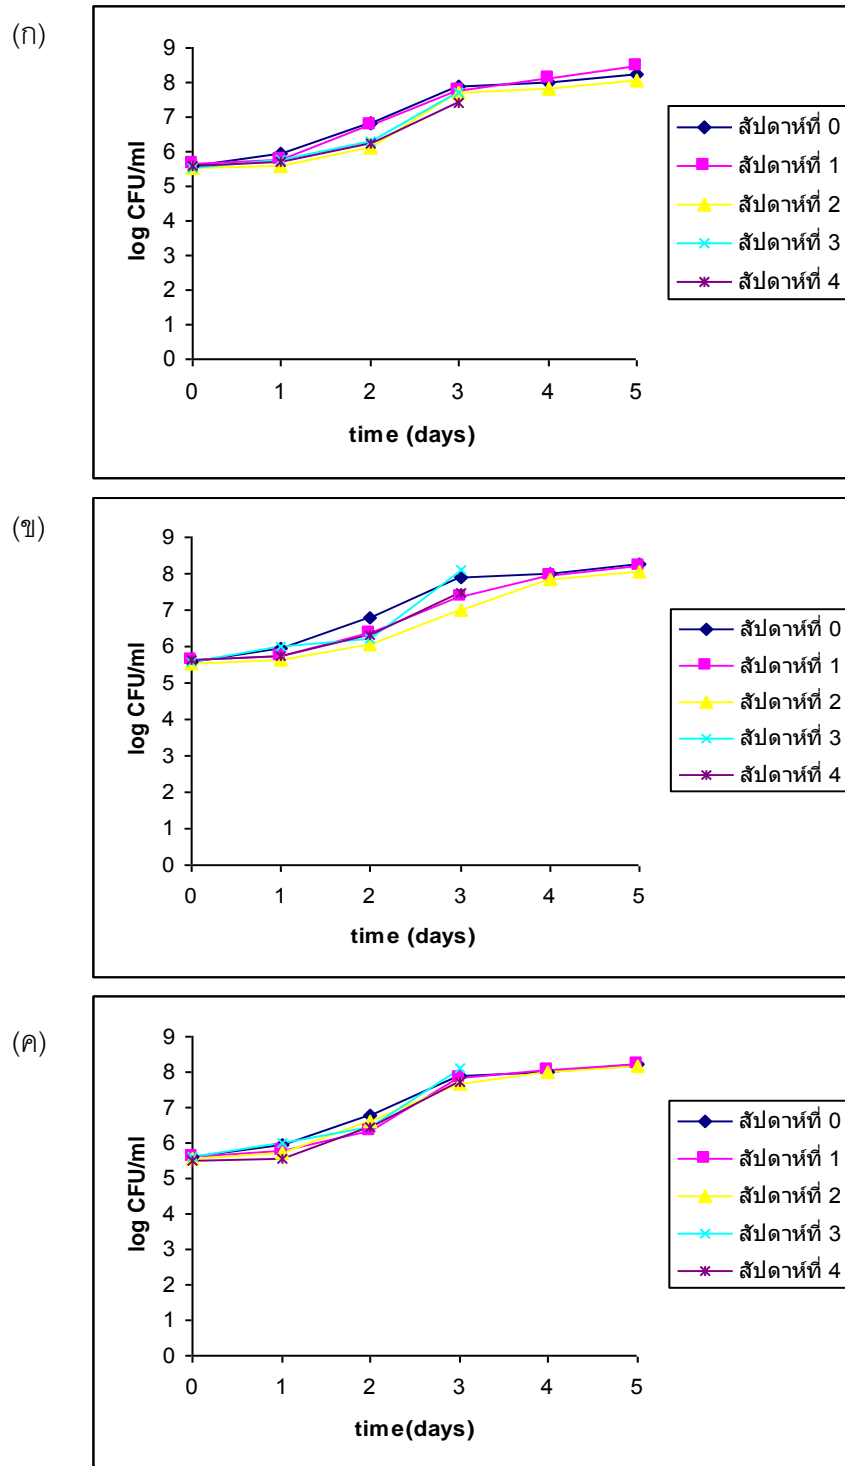 (ก)
9
8
7
6
5
4
3
2
1
0
log CFU/ml
0 1 2 3 4 5
time (days)
สัปดาห์ที่ 0
สัปดาห์ที่ 1
สัปดาห์ที่ 2
สัปดาห์ที่ 3
สัปดาห์ที่ 4
(ข)
9
8
7
6
5
4
3
2
1
0
log CFU/ml
0 1 2 3 4 5
time (days)
สัปดาห์ที่ 0
สัปดาห์ที่ 1
สัปดาห์ที่ 2
สัปดาห์ที่ 3
สัปดาห์ที่ 4
(ค)
9
8
7
6
5
4
3
2
1
0
log CFU/ml
0 1 2 3 4 5
time(days)
สัปดาห์ที่ 0
สัปดาห์ที่ 1
สัปดาห์ที่ 2
สัปดาห์ที่ 3
สัปดาห์ที่ 4